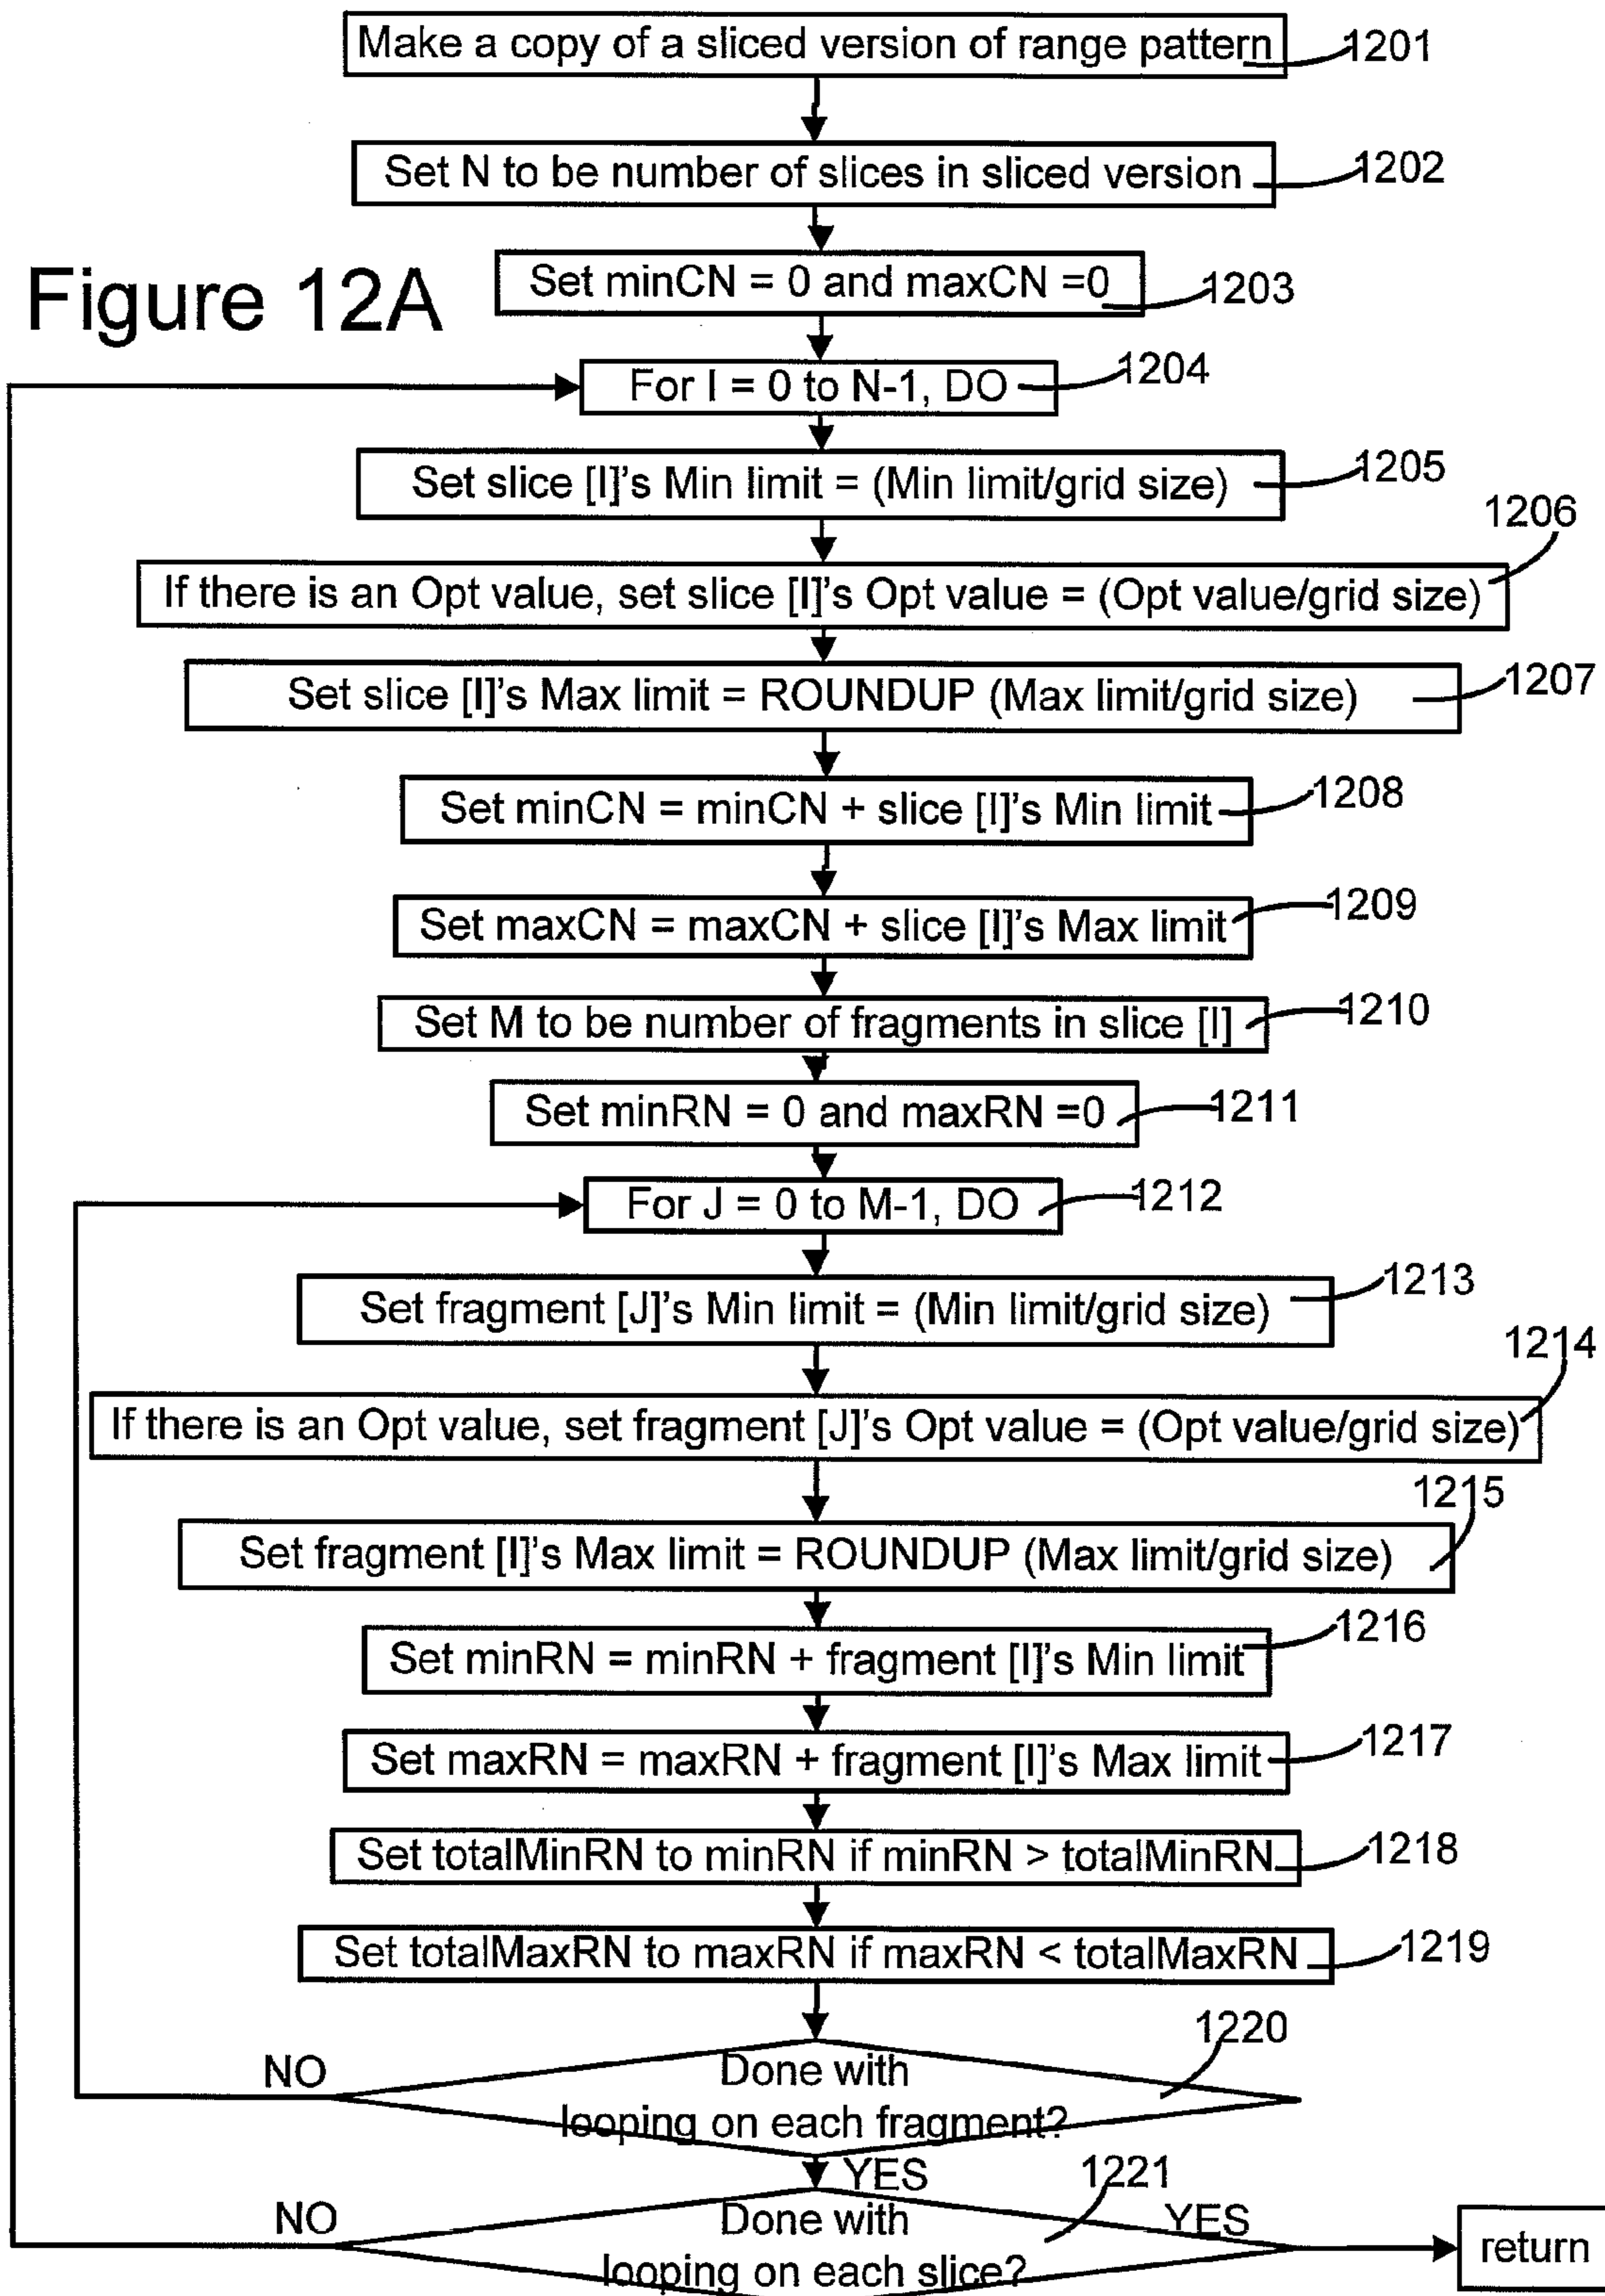 Make a copy of a sliced version of range pattern
1201
Set N to be number of slices in sliced version
1202
Figure 12A
Set minCN = 0 and maxCN =0
1203
For I = 0 to N-1, DO
1204
Set slice [I]'s Min limit = (Min limit/grid size)
1205
1206
If there is an Opt value, set slice [I]'s Opt value = (Opt value/grid size)
Set slice [I]'s Max limit = ROUNDUP (Max limit/grid size)
1207
Set minCN = minCN + slice [I]'s Min limit
1208
Set maxCN = maxCN + slice [I]'s Max limit
1209
Set M to be number of fragments in slice [I]
1210
Set minRN = 0 and maxRN =0
1211
For J = 0 to M-1, DO
1212
Set fragment [J]'s Min limit = (Min limit/grid size)
1213
1214
If there is an Opt value, set fragment [J]'s Opt value = (Opt value/grid size)
1215
Set fragment [I]'s Max limit = ROUNDUP (Max limit/grid size)
1216
Set minRN = minRN + fragment [I]'s Min limit
1217
Set maxRN = maxRN + fragment [I]'s Max limit
Set totalMinRN to minRN if minRN > totalMinRN
1218
Set totalMaxRN to maxRN if maxRN < totalMaxRN
1219
1220
NO
Done with
looping on each fragment?
YES
1221
NO
Done with
looping on each slice?
YES
return